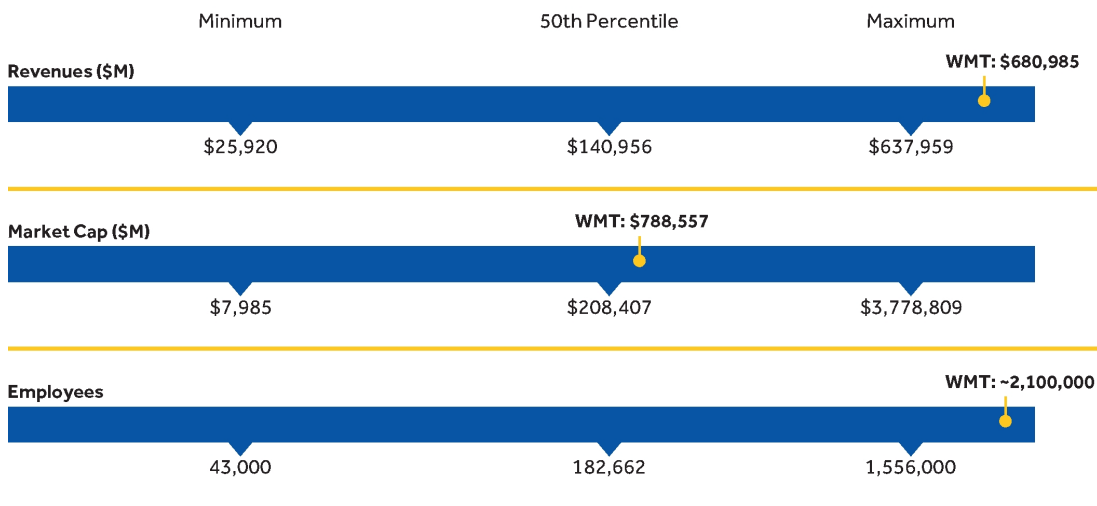 Minimum 50th Percentile Maximum
WMT: $680,985
Revenues ($M)
$25,920 $140,956 $637,959
WMT: $788,557
Market Cap ($M)
$7,985 $208,407 $3,778,809
WMT: ~2,100,000
Employees
43,000 182,662 1,556,000